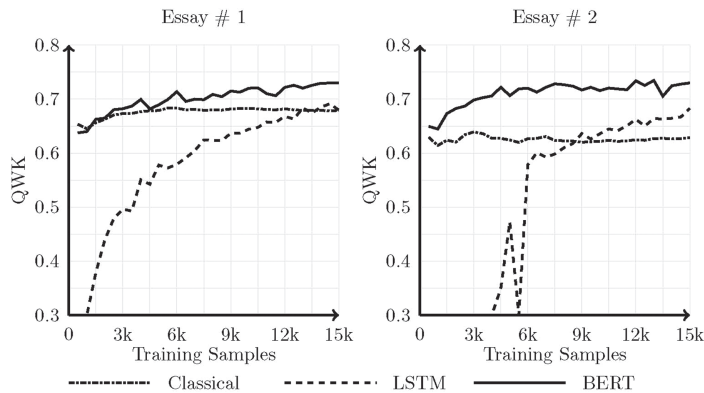 Essay # 1
0.8
0.7
0.6
0.5
0.4
0.3
QWK
0 3k 6k 9k 12k 15k
Training Samples
Essay # 2
0.8
0.7
0.6
0.5
0.4
0.3
QWK
0 3k 6k 9k 12k 15k
Training Samples
Classical LSTM BERT